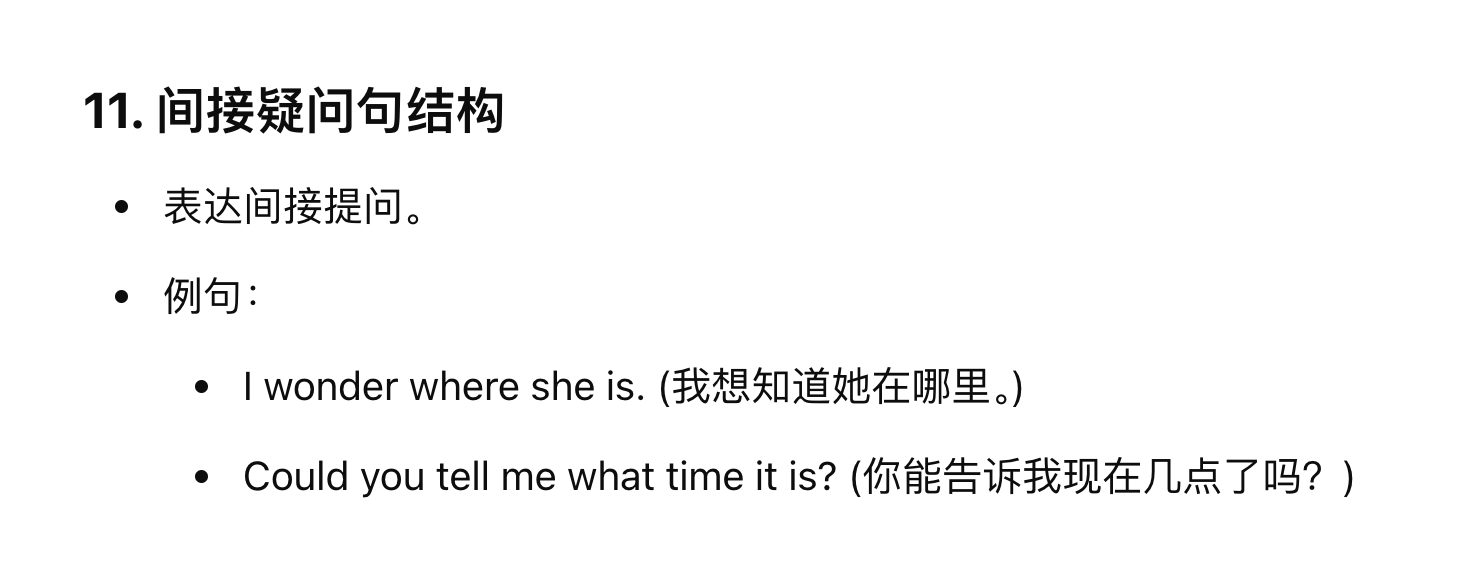 11. 间接疑问句结构
• 表达间接提问。
• 例句：
• I wonder where she is. (我想知道她在哪里。)
• Could you tell me what time it is? (你能告诉我现在几点了吗？)